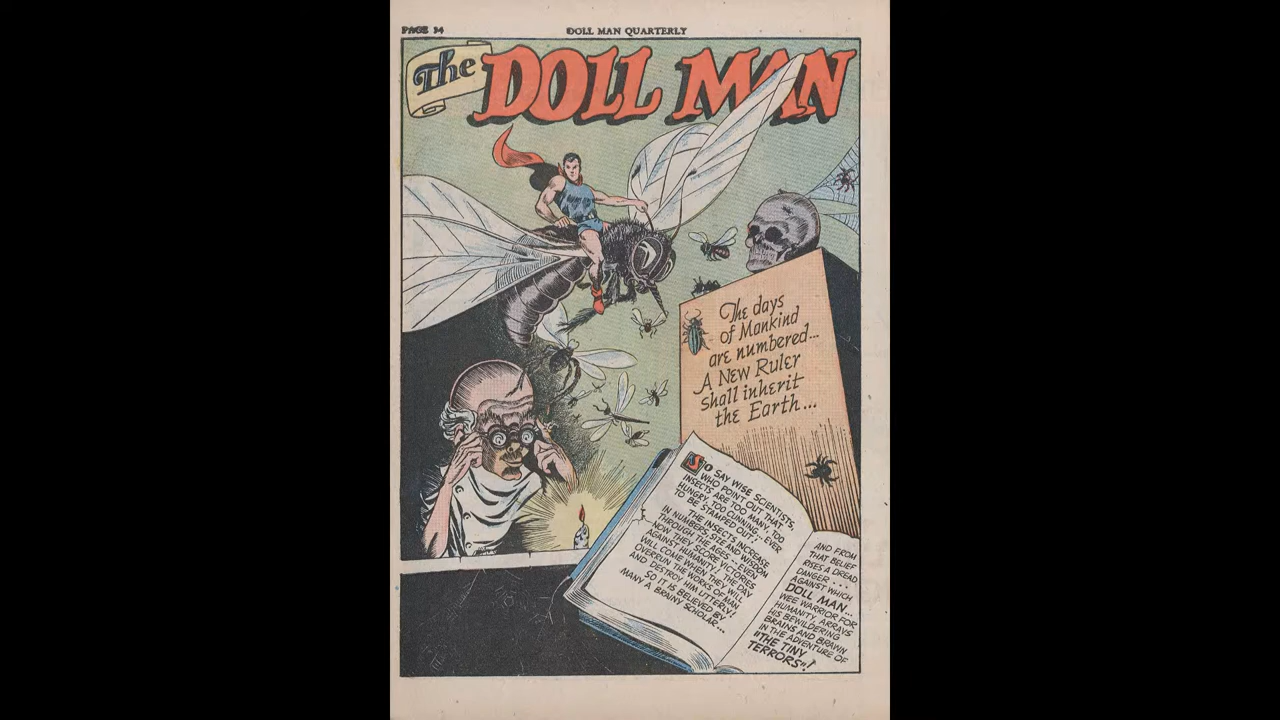 PAGE 34
DOLL MAN QUARTERLY
The
DOLL MAN
The days
of Mankind
are numbered...
A New Ruler
shall inherit
the Earth...
SO SAY WISE SCIENTISTS,
WHO POINT OUT THAT
INSECTS ARE TOO MANY, TOO
HUNGRY, TOO CUNNING... EVER
TO BE STAMPED OUT.
THE INSECTS INCREASE
IN NUMBERS, SIZE AND WISDOM
THROUGH THE AGES... EVEN
NOW THEY SCORE VICTORIES
AGAINST HUMANITY. THE DAY
WILL COME WHEN THEY WILL
OVERRUN THE WORKS OF MAN
AND DESTROY HIM UTTERLY!
SO IT IS BELIEVED BY
MANY A BRAINY SCHOLAR...
AND FROM
THAT BELIEF
RISES A DREAD
DANGER...
AGAINST WHICH
DOLL MAN...
WEE WARRIOR FOR
HUMANITY, ARRAYS
HIS BEWILDERING
BRAINS AND BRAWN
IN THE ADVENTURE OF
"THE TINY
TERRORS"!